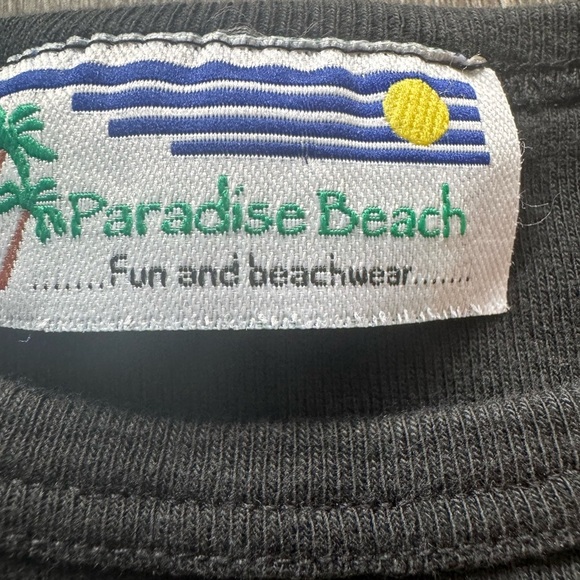 Paradise Beach
........Fun and beachwear.......